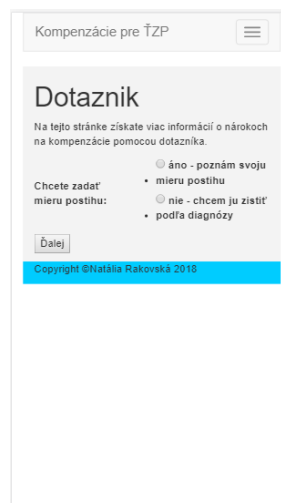 Kompenzácie pre ŤZP
Dotaznik
Na tejto stránke získate viac informácií o nárokoch
na kompenzácie pomocou dotazníka.
Chcete zadať
mieru postihu:
áno - poznám svoju
mieru postihu
nie - chcem ju zistiť
podľa diagnózy
Ďalej
Copyright ©Natália Rakovská 2018